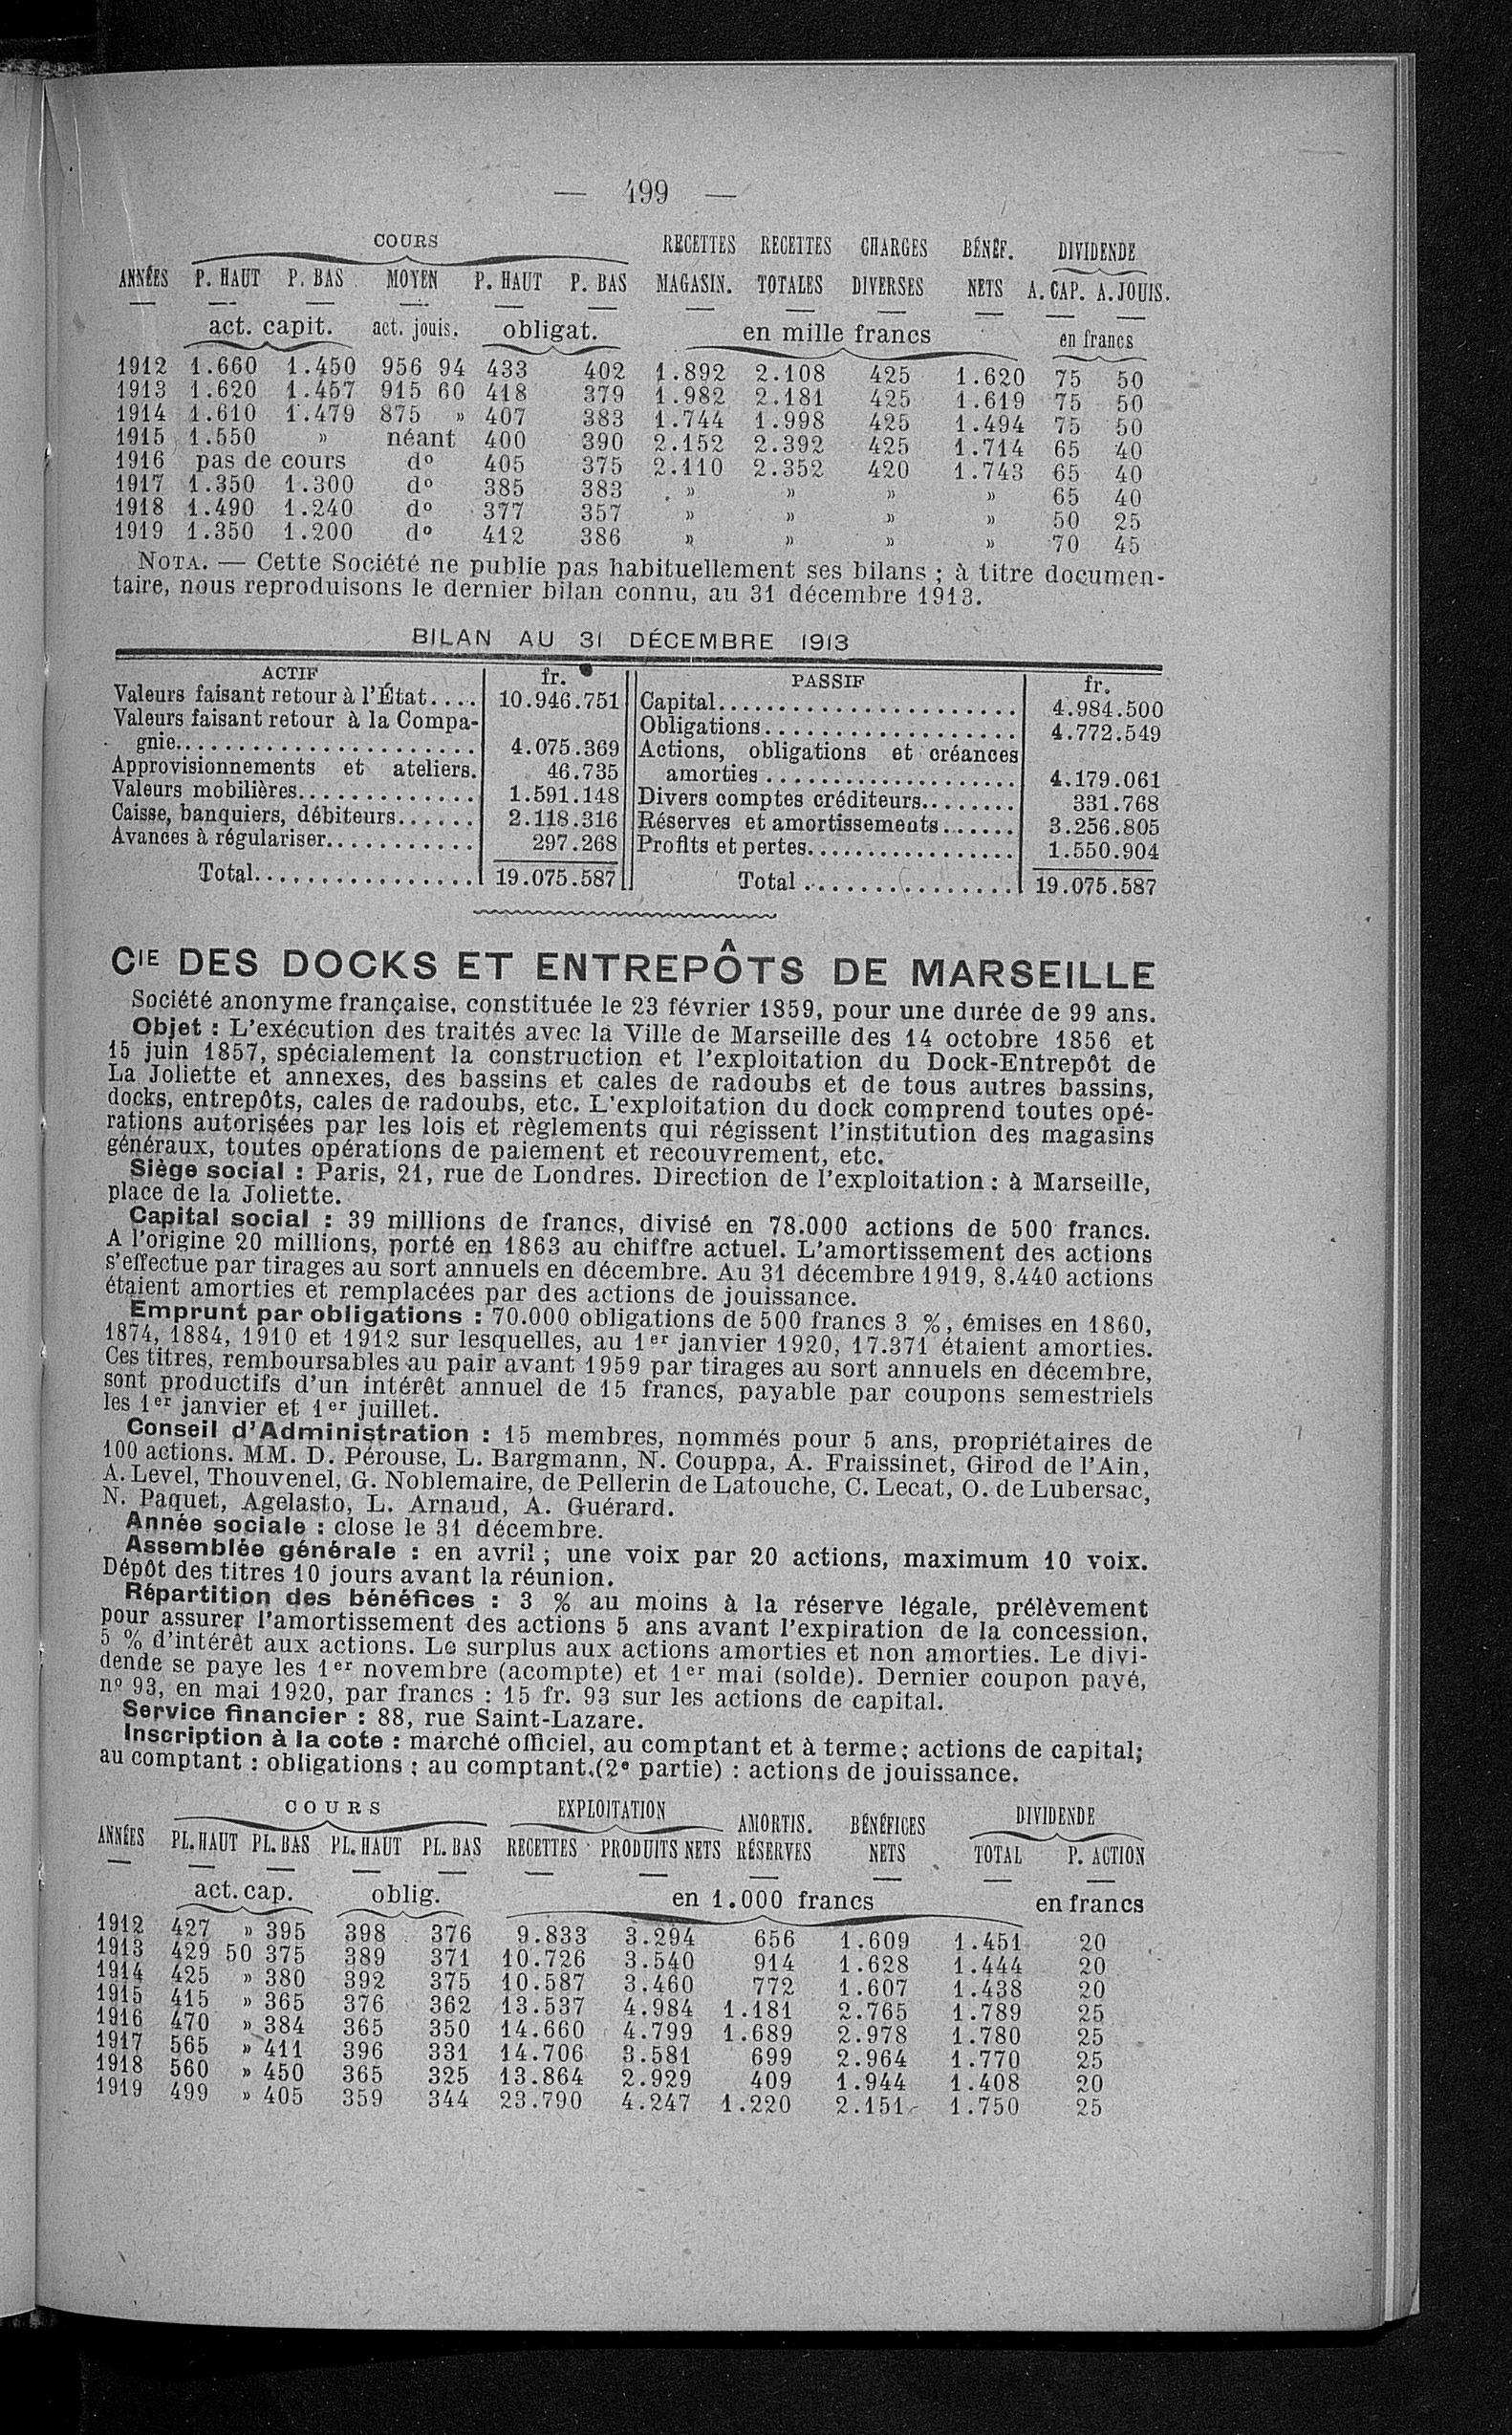 — 499 —
COURS RECETTES RECETTES CHARGES BÉNÉF. DIVIDENDE
ANNÉES P. HAUT P. BAS MOYEN P. HAUT P. BAS MAGASIN. TOTALES DIVERSES NETS A. CAP. A. JOUIS.
act. capit. act. jouis. obligat. en mille francs en francs
1912 1.660 1.450 956 94 433 402 1.892 2.108 425 1.620 75 50
1913 1.620 1.457 915 60 418 379 1.982 2.181 425 1.619 75 50
1914 1.610 1.479 875 » 407 383 1.744 1.998 425 1.494 75 50
1915 1.550 » néant 400 390 2.152 2.392 425 1.714 65 40
1916 pas de cours dº 405 375 2.110 2.352 420 1.743 65 40
1917 1.350 1.300 dº 385 383 » » » » 65 40
1918 1.490 1.240 dº 377 357 » » » » 50 25
1919 1.350 1.200 dº 412 386 » » » » 70 45
NOTA. — Cette Société ne publie pas habituellement ses bilans ; à titre documen-
taire, nous reproduisons le dernier bilan connu, au 31 décembre 1913.
BILAN AU 31 DÉCEMBRE 1913
ACTIF fr. PASSIF fr.
Valeurs faisant retour à l'État.... 10.946.751 Capital........................ 4.984.500
Valeurs faisant retour à la Compa- Obligations.................... 4.772.549
gnie........................ 4.075.369 Actions, obligations et créances
Approvisionnements et ateliers. 46.735 amorties .................... 4.179.061
Valeurs mobilières.............. 1.591.148 Divers comptes créditeurs........ 331.768
Caisse, banquiers, débiteurs...... 2.118.316 Réserves et amortissements...... 3.256.805
Avances à régulariser............ 297.268 Profits et pertes................. 1.550.904
Total................. 19.075.587 Total ................ 19.075.587
CIE DES DOCKS ET ENTREPÔTS DE MARSEILLE
Société anonyme française, constituée le 23 février 1859, pour une durée de 99 ans.
Objet : L'exécution des traités avec la Ville de Marseille des 14 octobre 1856 et
15 juin 1857, spécialement la construction et l'exploitation du Dock-Entrepôt de
La Joliette et annexes, des bassins et cales de radoubs et de tous autres bassins,
docks, entrepôts, cales de radoubs, etc. L'exploitation du dock comprend toutes opé-
rations autorisées par les lois et règlements qui régissent l'institution des magasins
généraux, toutes opérations de paiement et recouvrement, etc.
Siège social : Paris, 21, rue de Londres. Direction de l'exploitation : à Marseille,
place de la Joliette.
Capital social : 39 millions de francs, divisé en 78.000 actions de 500 francs.
A l'origine 20 millions, porté en 1863 au chiffre actuel. L'amortissement des actions
s'effectue par tirages au sort annuels en décembre. Au 31 décembre 1919, 8.440 actions
étaient amorties et remplacées par des actions de jouissance.
Emprunt par obligations : 70.000 obligations de 500 francs 3 %, émises en 1860,
1874, 1884, 1910 et 1912 sur lesquelles, au 1er janvier 1920, 17.371 étaient amorties.
Ces titres, remboursables au pair avant 1959 par tirages au sort annuels en décembre,
sont productifs d'un intérêt annuel de 15 francs, payable par coupons semestriels
les 1er janvier et 1er juillet.
Conseil d'Administration : 15 membres, nommés pour 5 ans, propriétaires de
100 actions. MM. D. Pérouse, L. Bargmann, N. Couppa, A. Fraissinet, Girod de l'Ain,
A. Level, Thouvenel, G. Noblemaire, de Pellerin de Latouche, C. Lecat, O. de Lubersac,
N. Paquet, Agelasto, L. Arnaud, A. Guérard.
Année sociale : close le 31 décembre.
Assemblée générale : en avril ; une voix par 20 actions, maximum 10 voix.
Dépôt des titres 10 jours avant la réunion.
Répartition des bénéfices : 3 % au moins à la réserve légale, prélèvement
pour assurer l'amortissement des actions 5 ans avant l'expiration de la concession,
5 % d'intérêt aux actions. Le surplus aux actions amorties et non amorties. Le divi-
dende se paye les 1er novembre (acompte) et 1er mai (solde). Dernier coupon payé,
nº 93, en mai 1920, par francs : 15 fr. 93 sur les actions de capital.
Service financier : 88, rue Saint-Lazare.
Inscription à la cote : marché officiel, au comptant et à terme ; actions de capital;
au comptant : obligations ; au comptant.(2e partie) : actions de jouissance.
COURS EXPLOITATION AMORTIS. BÉNÉFICES DIVIDENDE
ANNÉES PL. HAUT PL. BAS PL. HAUT PL. BAS RECETTES PRODUITS NETS RÉSERVES NETS TOTAL P. ACTION
act. cap. oblig. en 1.000 francs en francs
1912 427 » 395 398 376 9.833 3.294 656 1.609 1.451 20
1913 429 50 375 389 371 10.726 3.540 914 1.628 1.444 20
1914 425 » 380 392 375 10.587 3.460 772 1.607 1.438 20
1915 415 » 365 376 362 13.537 4.984 1.181 2.765 1.789 25
1916 470 » 384 365 350 14.660 4.799 1.689 2.978 1.780 25
1917 565 » 411 396 331 14.706 3.581 699 2.964 1.770 25
1918 560 » 450 365 325 13.864 2.929 409 1.944 1.408 20
1919 499 » 405 359 344 23.790 4.247 1.220 2.151 1.750 25